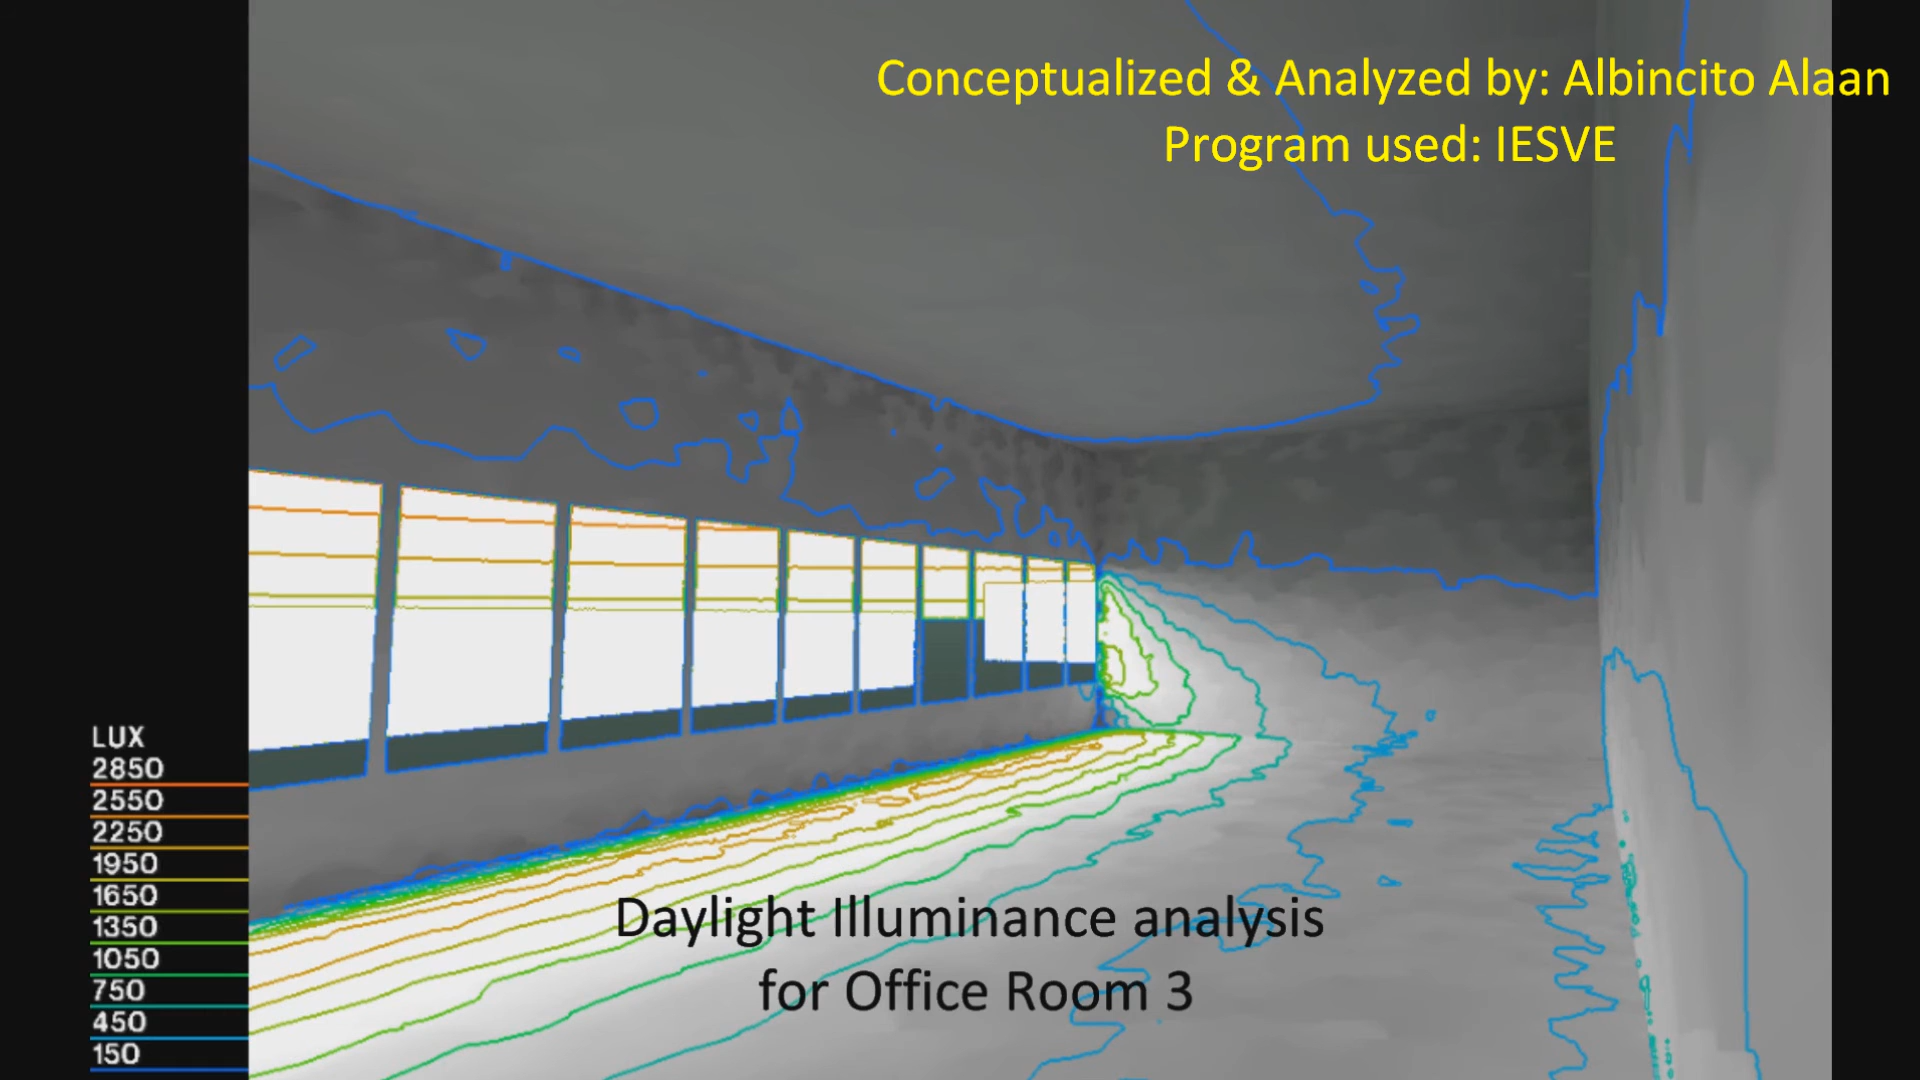 Conceptualized & Analyzed by: Albincito Alaan
Program used: IESVE
LUX
2850
2550
2250
1950
1650
1350
1050
750
450
150
Daylight Illuminance analysis
for Office Room 3